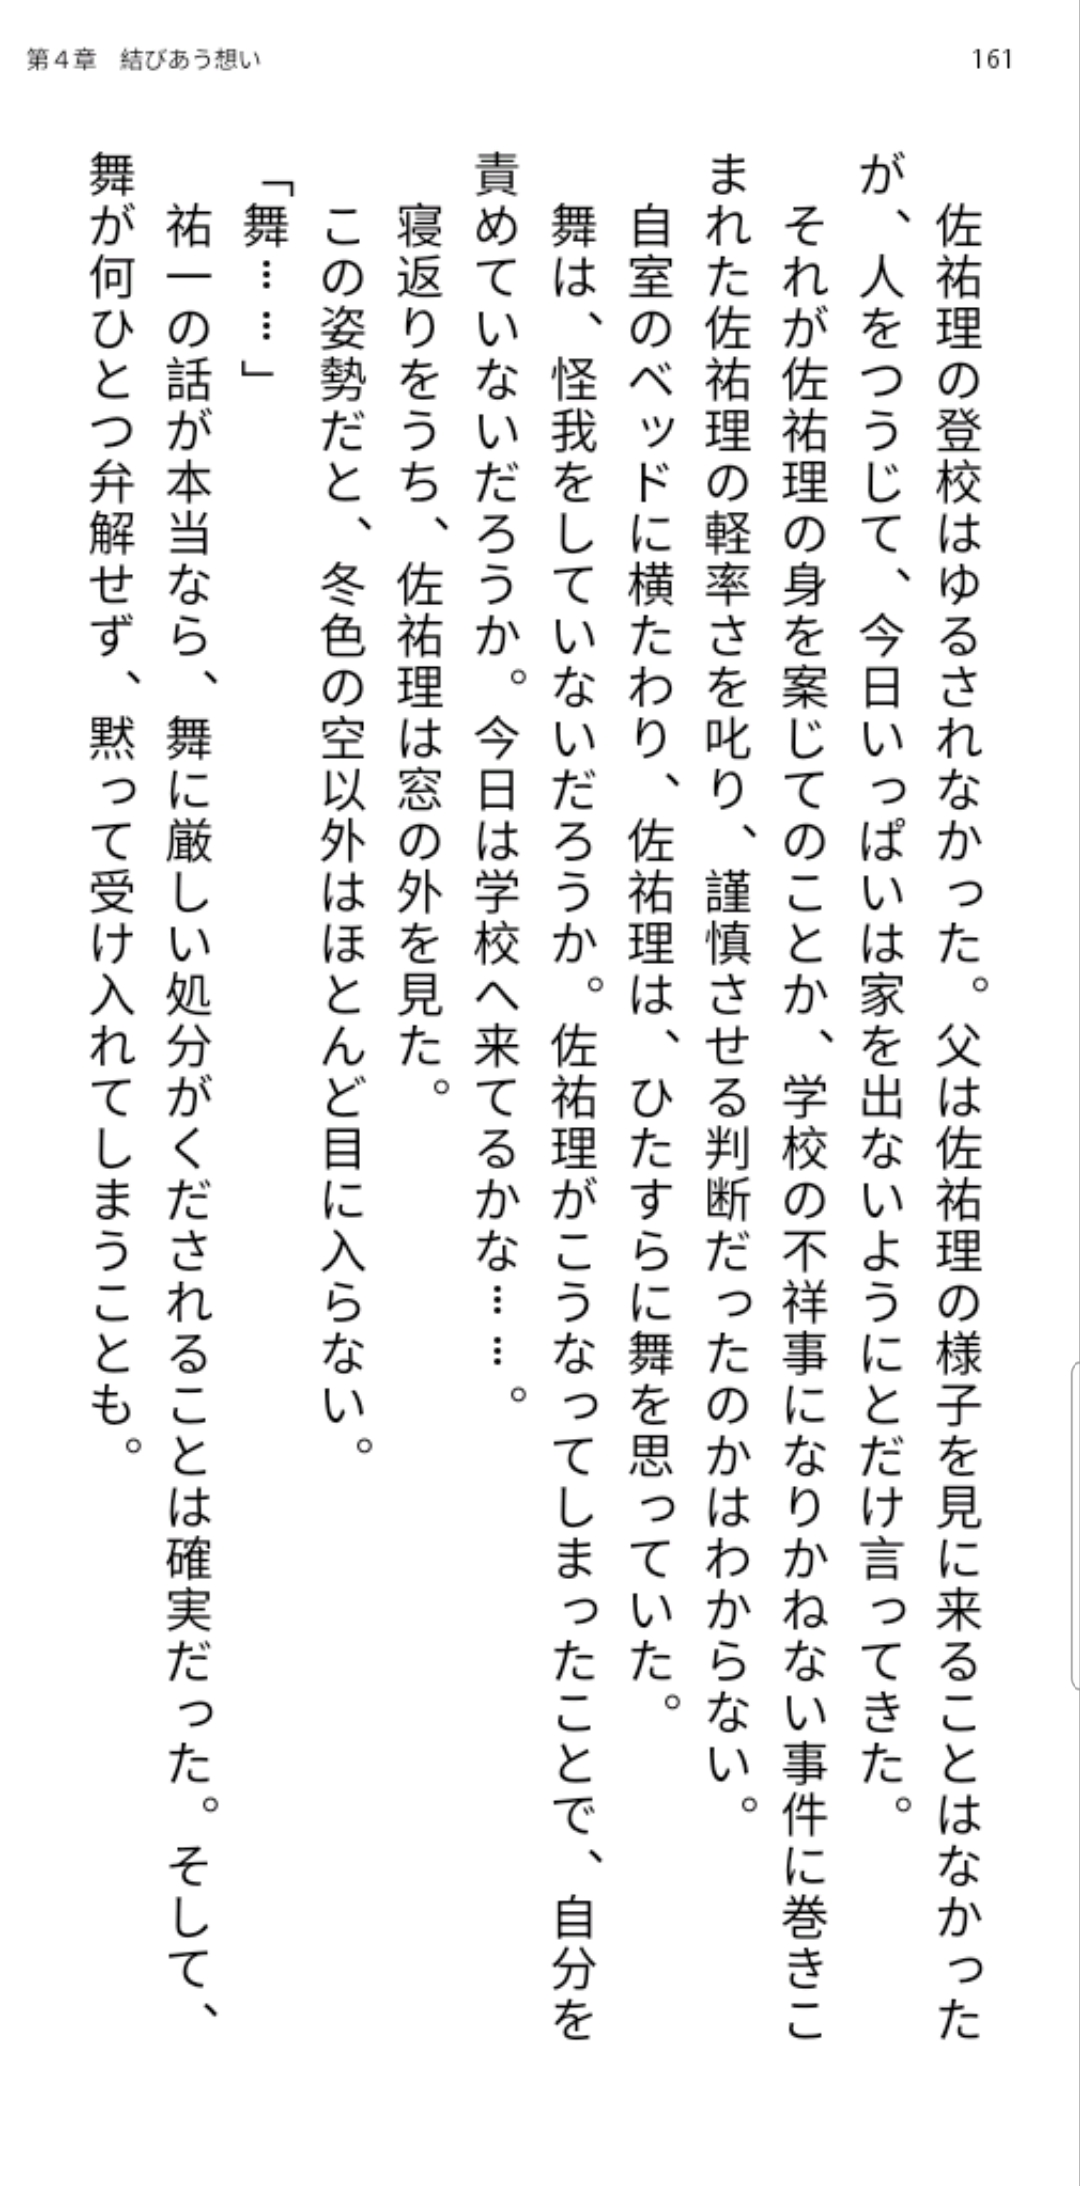 第４章　結びあう想い
161
　佐祐理の登校はゆるされなかった。父は佐祐理の様子を見に来ることはなかった
が、人をつうじて、今日いっぱいは家を出ないようにとだけ言ってきた。
　それが佐祐理の身を案じてのことか、学校の不祥事になりかねない事件に巻きこ
まれた佐祐理の軽率さを叱り、謹慎させる判断だったのかはわからない。
　自室のベッドに横たわり、佐祐理は、ひたすらに舞を思っていた。
　舞は、怪我をしていないだろうか。佐祐理がこうなってしまったことで、自分を
責めていないだろうか。今日は学校へ来てるかな……。
　寝返りをうち、佐祐理は窓の外を見た。
　この姿勢だと、冬色の空以外はほとんど目に入らない。
「舞……」
　祐一の話が本当なら、舞に厳しい処分がくだされることは確実だった。そして、
舞が何ひとつ弁解せず、黙って受け入れてしまうことも。